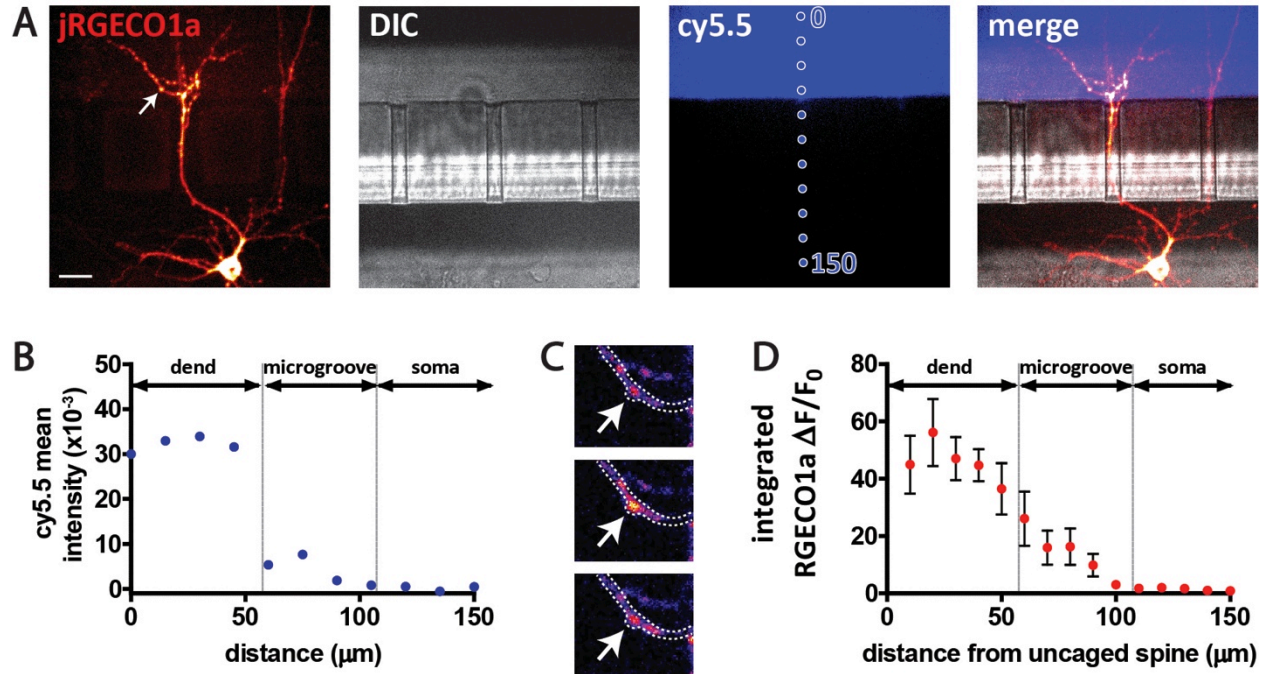 A
jRGECO1a
DIC
cy5.5
0
150
merge
B
cy5.5 mean
intensity (x10⁻³)
50
40
30
20
10
0
dend
microgroove
soma
0
50
100
150
distance (μm)
C
D
integrated
RGECO1a ΔF/F₀
80
60
40
20
0
dend
microgroove
soma
0
50
100
150
distance from uncaged spine (μm)